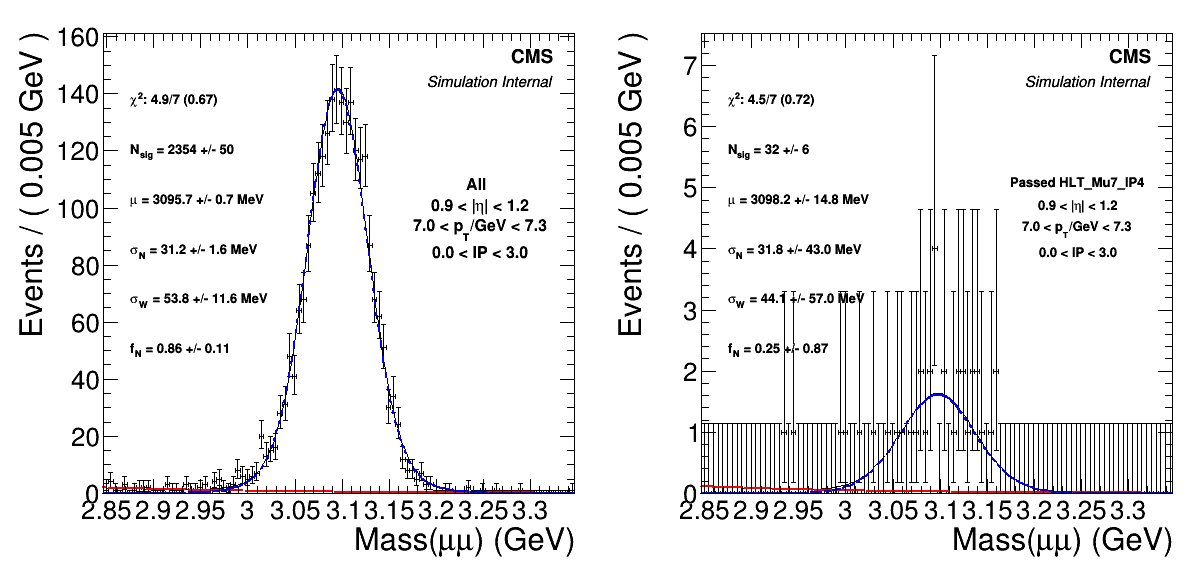 CMS
Simulation Internal
χ²: 4.9/7 (0.67)
N_sig = 2354 +/- 50
μ = 3095.7 +/- 0.7 MeV
σ_N = 31.2 +/- 1.6 MeV
σ_W = 53.8 +/- 11.6 MeV
f_N = 0.86 +/- 0.11
All
0.9 < |η| < 1.2
7.0 < p_T/GeV < 7.3
0.0 < IP < 3.0
Events / ( 0.005 GeV )
160
140
120
100
80
60
40
20
0
2.85 2.9 2.95 3 3.05 3.1 3.15 3.2 3.25 3.3
Mass(μμ) (GeV)
CMS
Simulation Internal
χ²: 4.5/7 (0.72)
N_sig = 32 +/- 6
μ = 3098.2 +/- 14.8 MeV
σ_N = 31.8 +/- 43.0 MeV
σ_W = 44.1 +/- 57.0 MeV
f_N = 0.25 +/- 0.87
Passed HLT_Mu7_IP4
0.9 < |η| < 1.2
7.0 < p_T/GeV < 7.3
0.0 < IP < 3.0
Events / ( 0.005 GeV )
7
6
5
4
3
2
1
0
2.85 2.9 2.95 3 3.05 3.1 3.15 3.2 3.25 3.3
Mass(μμ) (GeV)